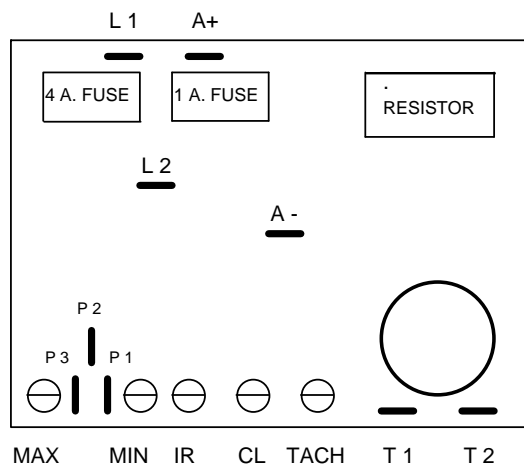 L 1 A+
4 A. FUSE 1 A. FUSE
.
RESISTOR
L 2
A -
P 2
P 3 P 1
MAX MIN IR CL TACH T 1 T 2